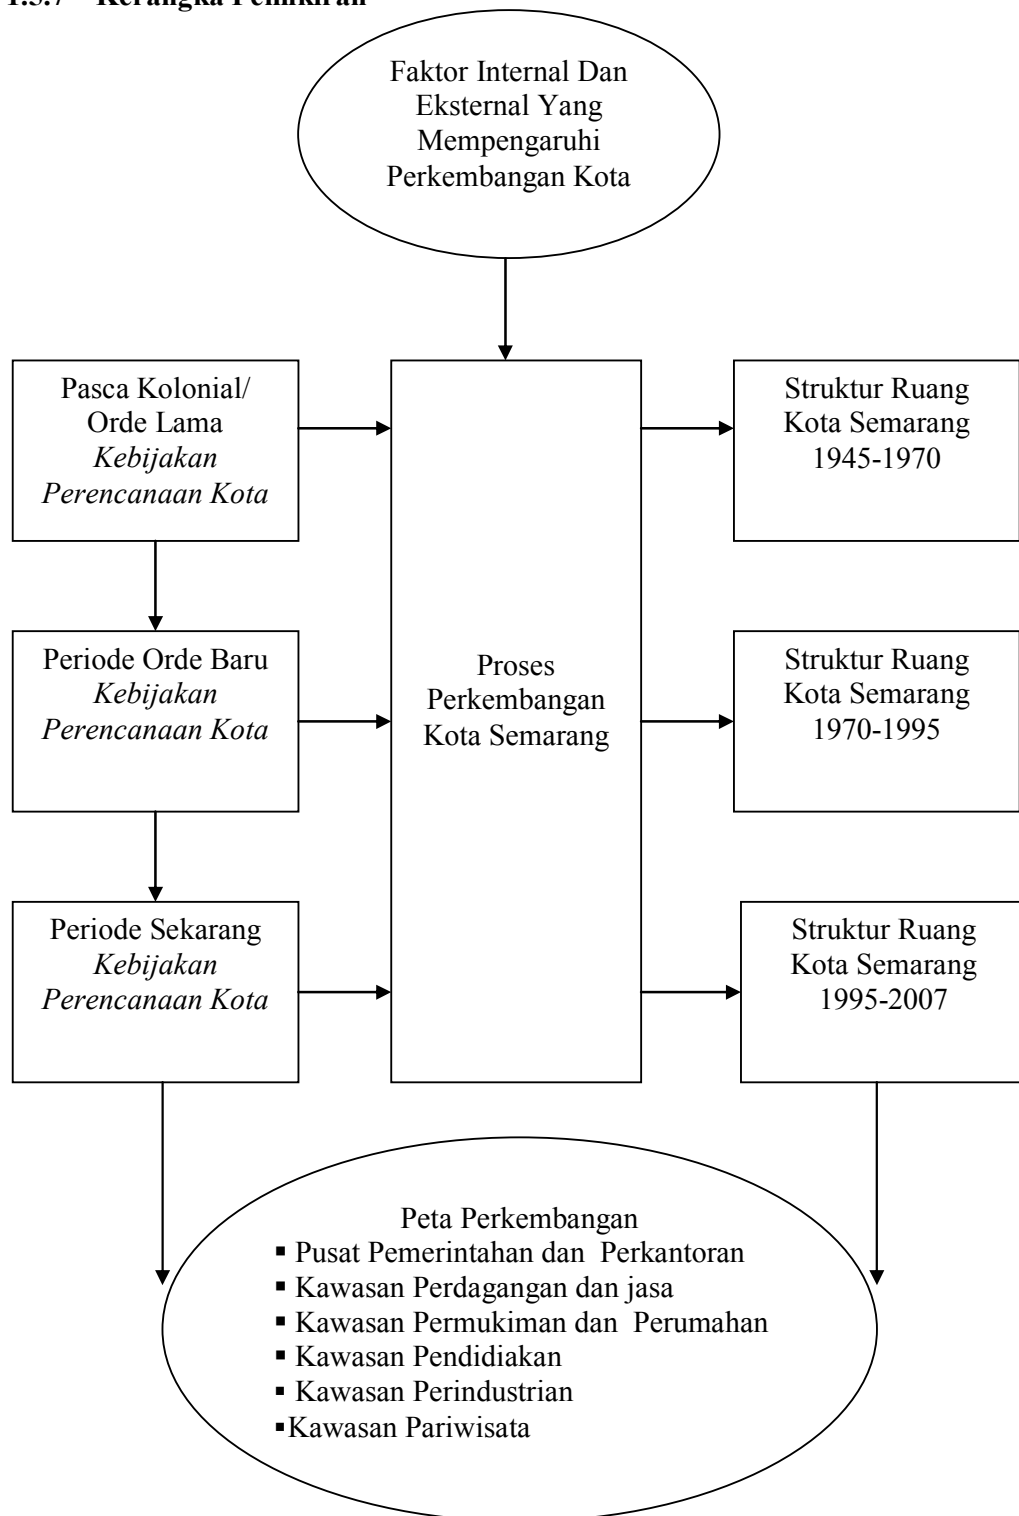 1.5.7 Kerangka Pemikiran
Faktor Internal Dan
Eksternal Yang
Mempengaruhi
Perkembangan Kota
Pasca Kolonial/
Orde Lama
Kebijakan
Perencanaan Kota
Struktur Ruang
Kota Semarang
1945-1970
Periode Orde Baru
Kebijakan
Perencanaan Kota
Proses
Perkembangan
Kota Semarang
Struktur Ruang
Kota Semarang
1970-1995
Periode Sekarang
Kebijakan
Perencanaan Kota
Struktur Ruang
Kota Semarang
1995-2007
Peta Perkembangan
▪ Pusat Pemerintahan dan Perkantoran
▪ Kawasan Perdagangan dan jasa
▪ Kawasan Permukiman dan Perumahan
▪ Kawasan Pendidiakan
▪ Kawasan Perindustrian
▪Kawasan Pariwisata